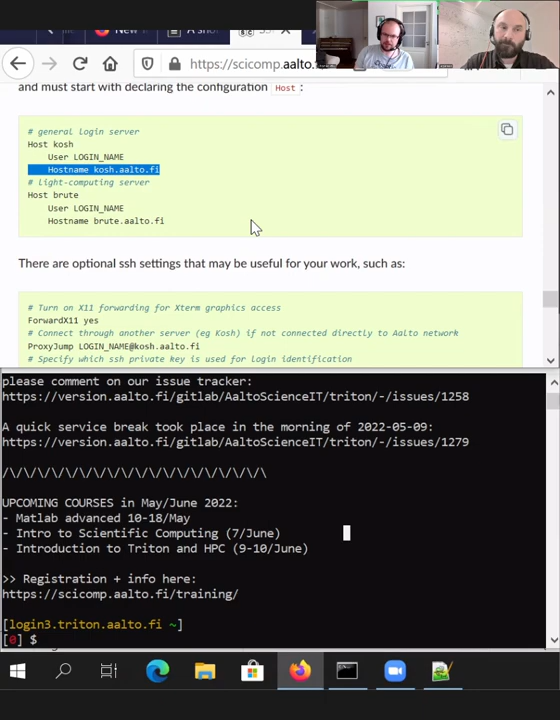 New
A sho
https://scicomp.aalto.
and must start with declaring the configuration Host :
# general login server
Host kosh
User LOGIN_NAME
Hostname kosh.aalto.fi
# light-computing server
Host brute
User LOGIN_NAME
Hostname brute.aalto.fi
There are optional ssh settings that may be useful for your work, such as:
# Turn on X11 forwarding for Xterm graphics access
ForwardX11 yes
# Connect through another server (eg Kosh) if not connected directly to Aalto network
ProxyJump LOGIN_NAME@kosh.aalto.fi
# Specify which ssh private key is used for login identification
please comment on our issue tracker:
https://version.aalto.fi/gitlab/AaltoScienceIT/triton/-/issues/1258
A quick service break took place in the morning of 2022-05-09:
https://version.aalto.fi/gitlab/AaltoScienceIT/triton/-/issues/1279
/\/\/\/\/\/\/\/\/\/\/\/\/\/\/\/\/\/\
UPCOMING COURSES in May/June 2022:
- Matlab advanced 10-18/May
- Intro to Scientific Computing (7/June)
- Introduction to Triton and HPC (9-10/June)
>> Registration + info here:
https://scicomp.aalto.fi/training/
[login3.triton.aalto.fi ~]
[0] $